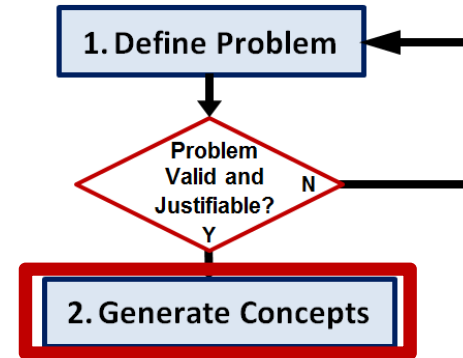 1. Define Problem
Problem
Valid and
Justifiable?
N
Y
2. Generate Concepts